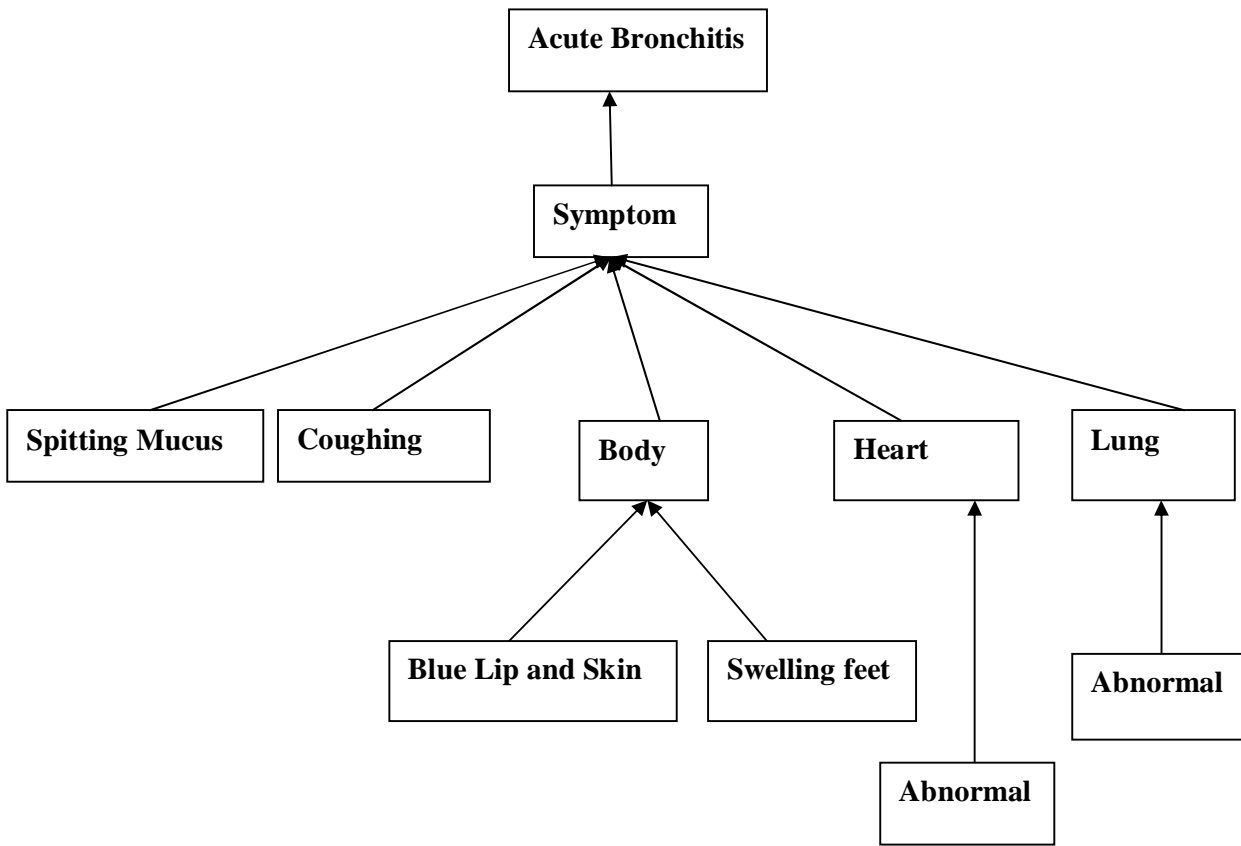 Acute Bronchitis
Symptom
Spitting Mucus
Coughing
Body
Heart
Lung
Blue Lip and Skin
Swelling feet
Abnormal
Abnormal